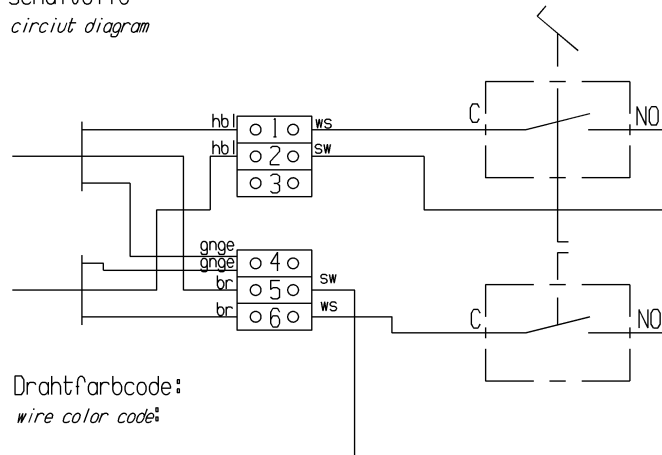 circiut diagram
hbl 1 ws C NO
hbl 2 sw
3
gnge 4
gnge
br 5 sw
br 6 ws C NO
Drahtfarbcode:
wire color code: